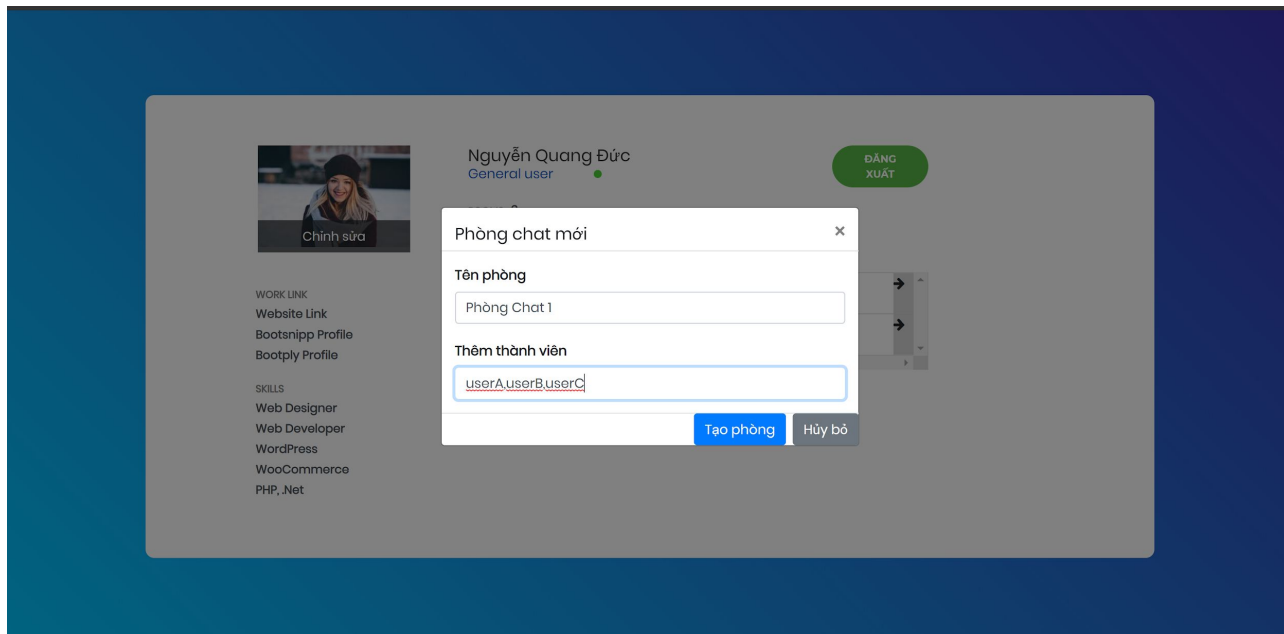 Nguyễn Quang Đức
General user
ĐĂNG
XUẤT
Chỉnh sửa
WORK LINK
Website Link
Bootsnipp Profile
Bootply Profile
SKILLS
Web Designer
Web Developer
WordPress
WooCommerce
PHP, .Net
Phòng chat mới
×
Tên phòng
Phòng Chat 1
Thêm thành viên
userA,userB,userC
Tạo phòng
Hủy bỏ